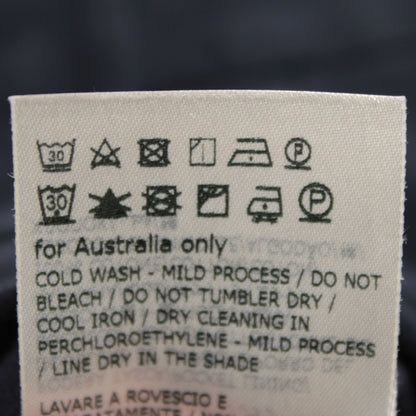 30 P
30 P
for Australia only
COLD WASH - MILD PROCESS / DO NOT
BLEACH / DO NOT TUMBLER DRY /
COOL IRON / DRY CLEANING IN
PERCHLOROETHYLENE - MILD PROCESS
/ LINE DRY IN THE SHADE
LAVARE A ROVESCIO E